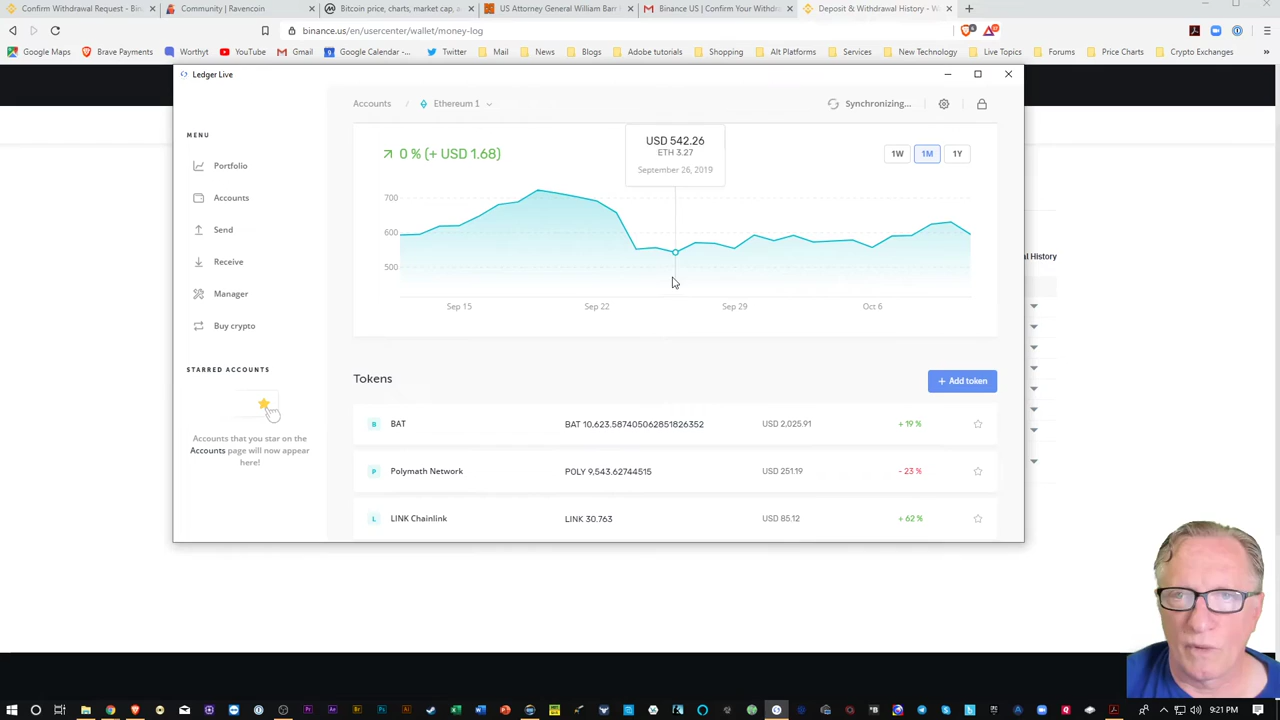 Confirm Withdrawal Request - Bin
Community | Ravencoin
Bitcoin price, charts, market cap, a
US Attorney General William Barr
Binance US | Confirm Your Withdra
Deposit & Withdrawal History - W
binance.us/en/usercenter/wallet/money-log
Google Maps
Brave Payments
Worthyt
YouTube
Gmail
Google Calendar -...
Twitter
Mail
News
Blogs
Adobe tutorials
Shopping
Alt Platforms
Services
New Technology
Live Topics
Forums
Price Charts
Crypto Exchanges
Ledger Live
Accounts / Ethereum 1
Synchronizing...
MENU
Portfolio
Accounts
Send
Receive
Manager
Buy crypto
STARRED ACCOUNTS
Accounts that you star on the
Accounts page will now appear
here!
0 % (+ USD 1.68)
USD 542.26
ETH 3.27
September 26, 2019
1W 1M 1Y
700
600
500
Sep 15 Sep 22 Sep 29 Oct 6
Tokens
+ Add token
BAT BAT 10,623.587405062851826352 USD 2,025.91 + 19 %
Polymath Network POLY 9,543.62744515 USD 251.19 - 23 %
LINK Chainlink LINK 30.763 USD 85.12 + 62 %
al History
9:21 PM